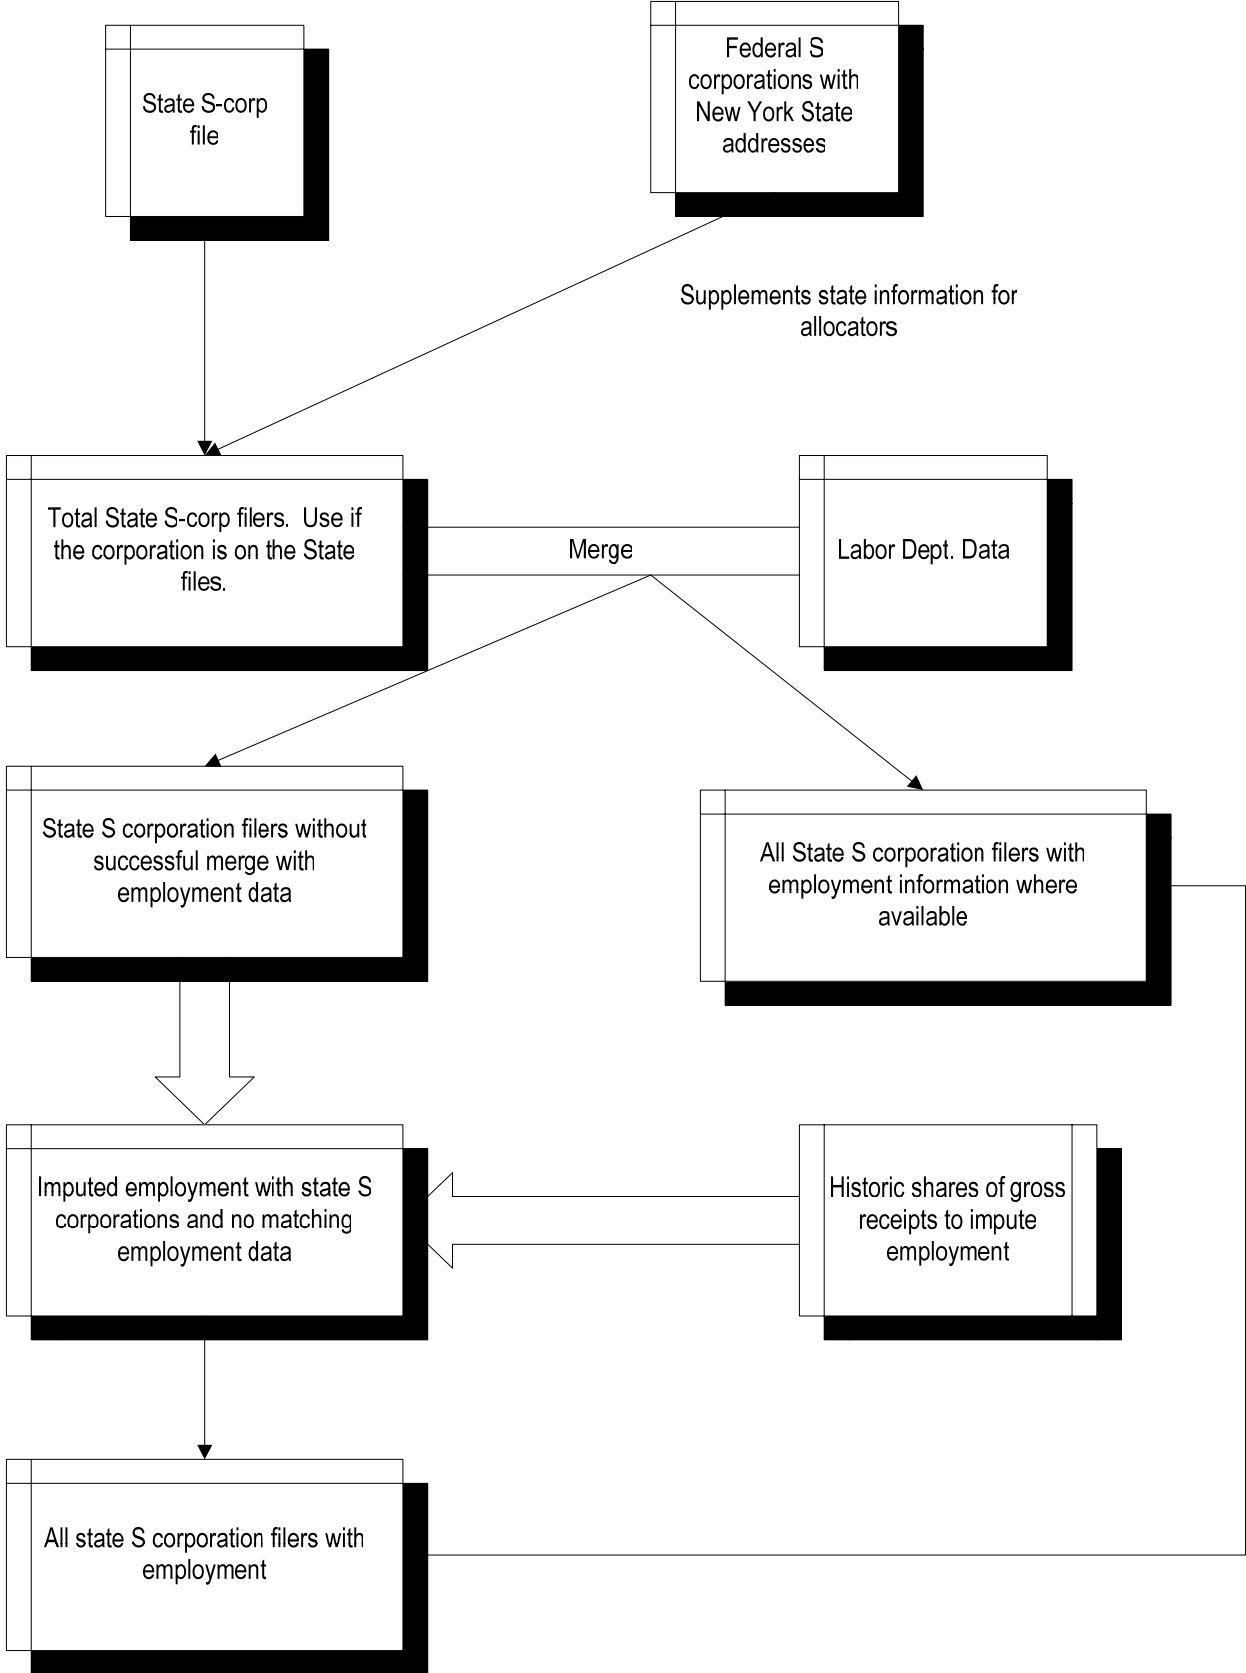 State S-corp
file
Federal S
corporations with
New York State
addresses
Supplements state information for
allocators
Total State S-corp filers.  Use if
the corporation is on the State
files.
Merge
Labor Dept. Data
State S corporation filers without
successful merge with
employment data
All State S corporation filers with
employment information where
available
Imputed employment with state S
corporations and no matching
employment data
Historic shares of gross
receipts to impute
employment
All state S corporation filers with
employment